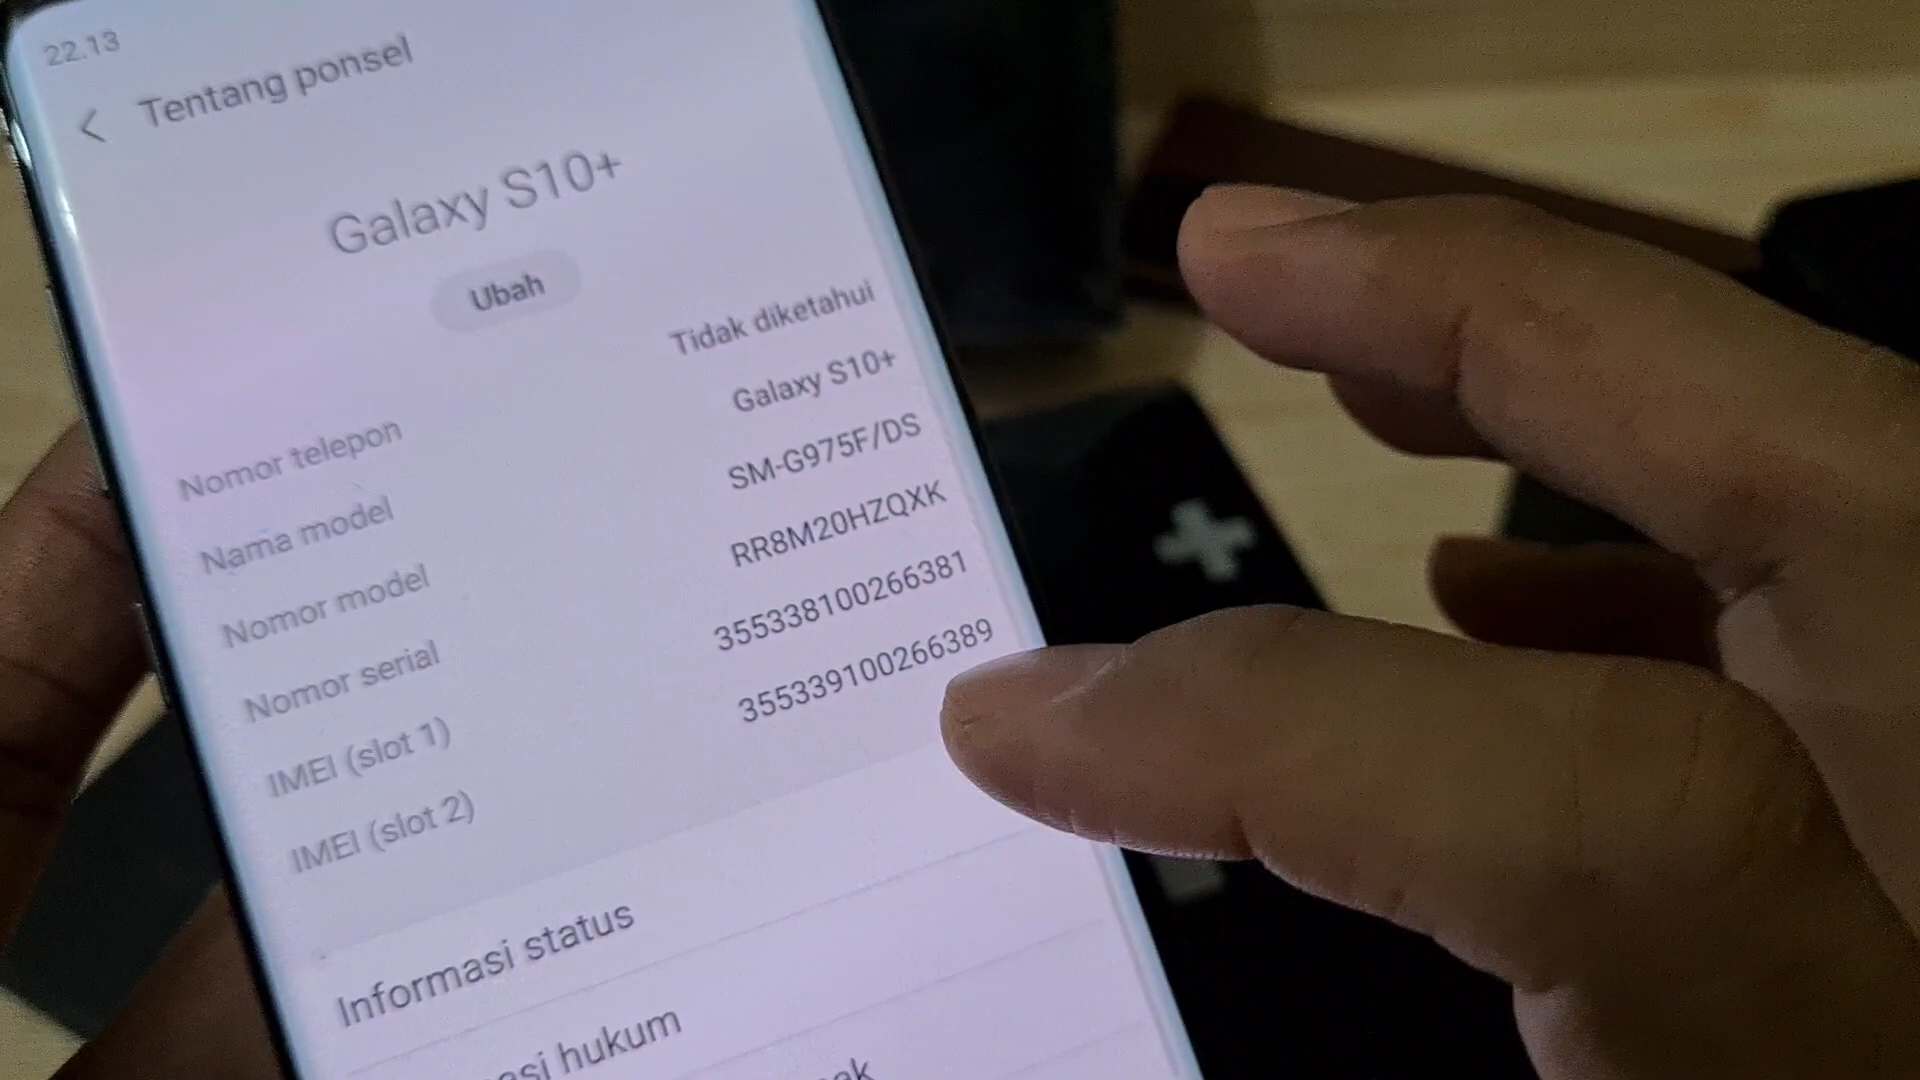 22.13
Tentang ponsel
Galaxy S10+
Ubah
Nomor telepon Tidak diketahui
Nama model Galaxy S10+
Nomor model SM-G975F/DS
Nomor serial RR8M20HZQXK
IMEI (slot 1) 355338100266381
IMEI (slot 2) 355339100266389
Informasi status
hukum